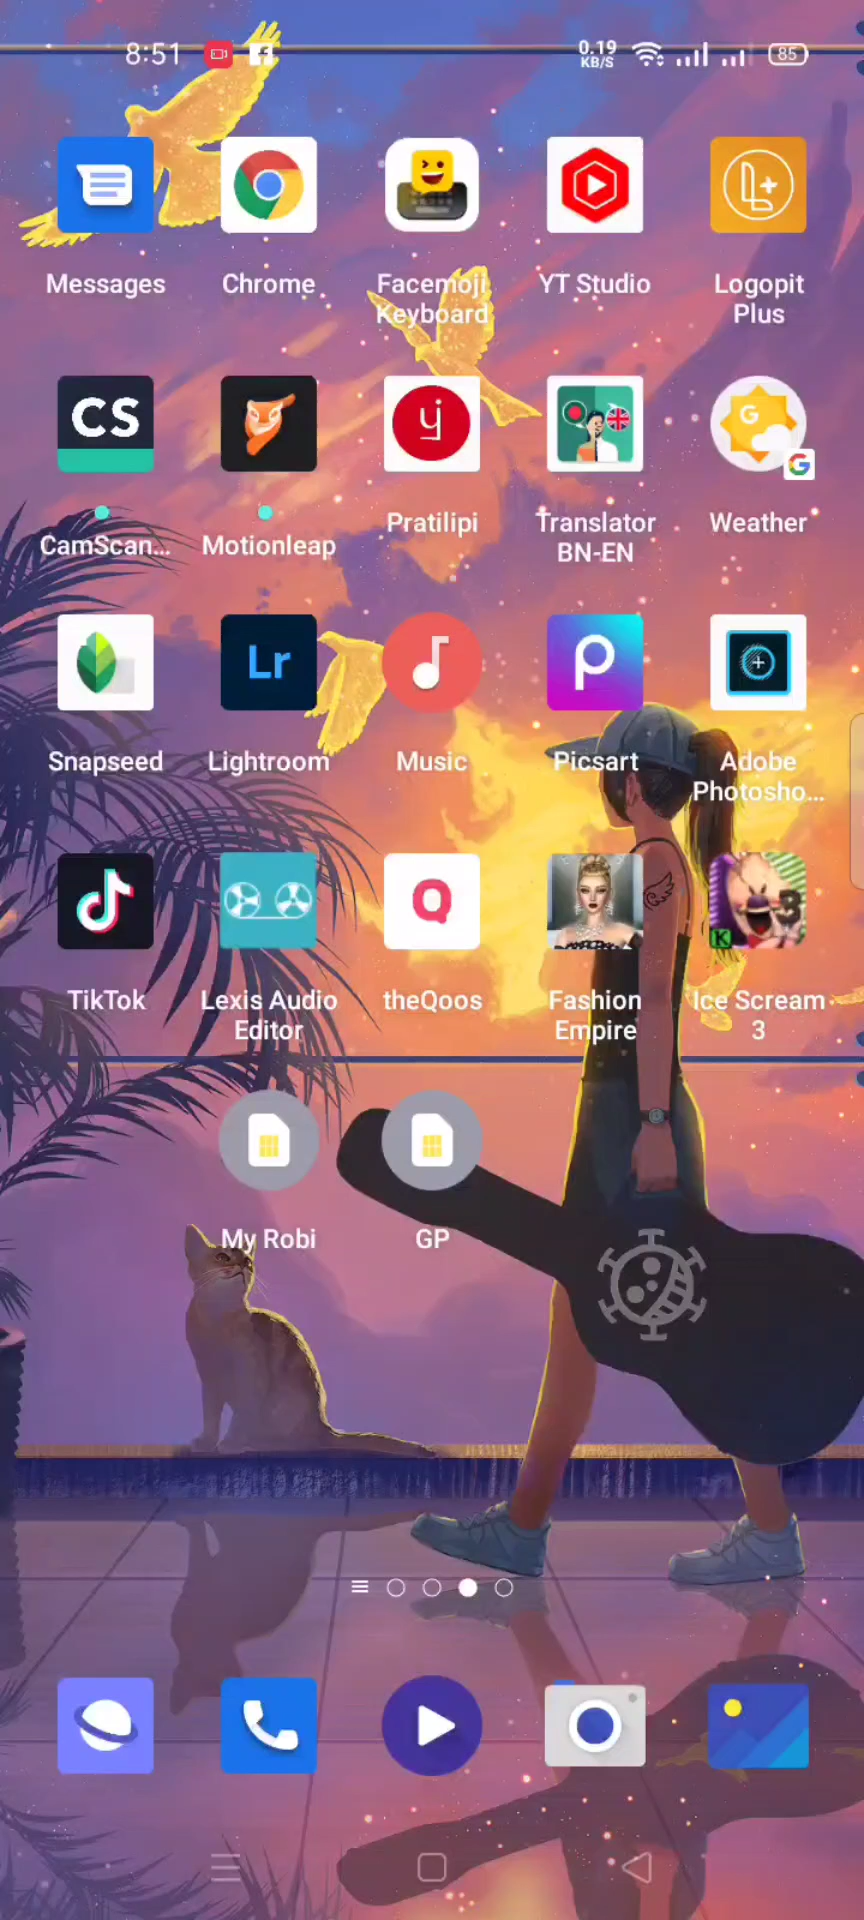 8:51
0.19
KB/S
85
Messages
Chrome
Facemoji
Keyboard
YT Studio
Logopit
Plus
CS
CamScan...
Motionleap
Pratilipi
Translator
BN-EN
G
Weather
Lr
Snapseed
Lightroom
Music
Picsart
Adobe
Photosho...
Q
K
3
TikTok
Lexis Audio
Editor
theQoos
Fashion
Empire
Ice Scream
3
My Robi
GP